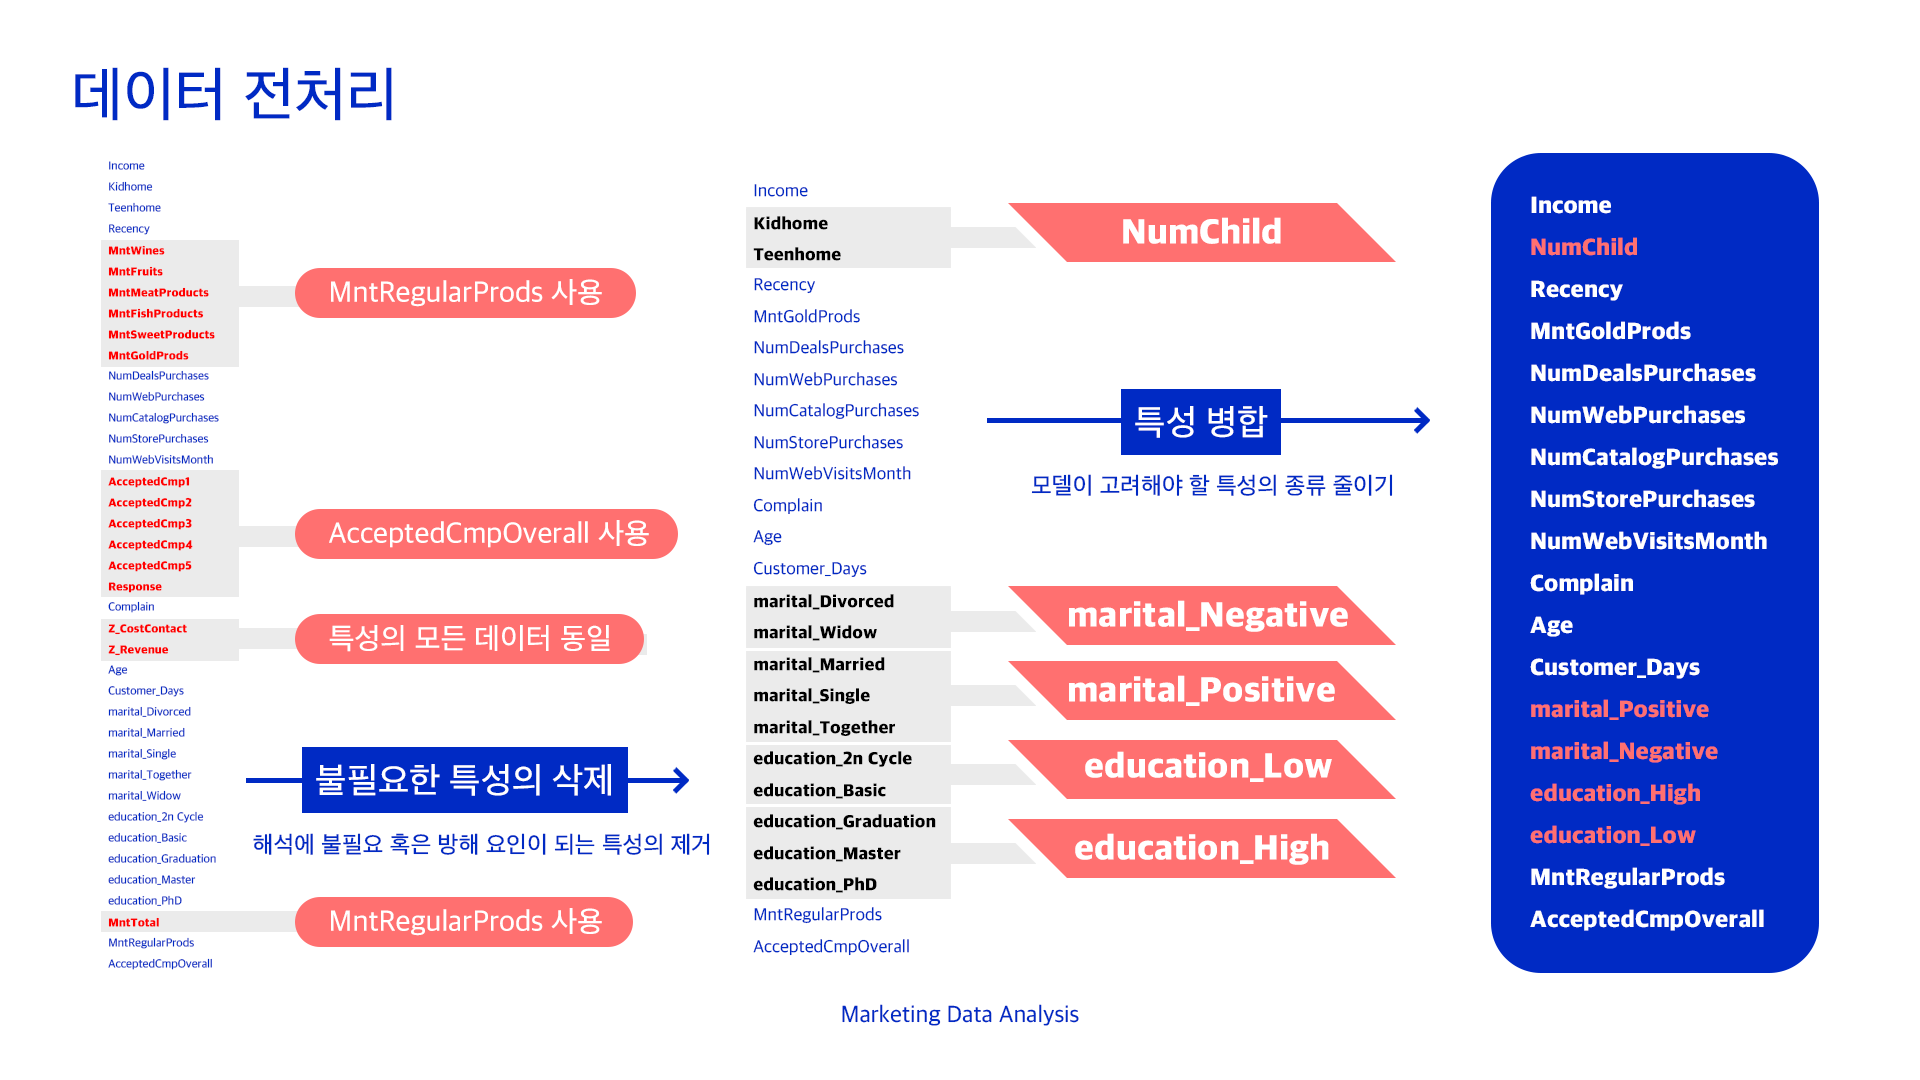 데이터 전처리
Income
Kidhome
Teenhome
Recency
MntWines
MntFruits
MntMeatProducts
MntFishProducts
MntSweetProducts
MntGoldProds
NumDealsPurchases
NumWebPurchases
NumCatalogPurchases
NumStorePurchases
NumWebVisitsMonth
AcceptedCmp1
AcceptedCmp2
AcceptedCmp3
AcceptedCmp4
AcceptedCmp5
Response
Complain
Z_CostContact
Z_Revenue
Age
Customer_Days
marital_Divorced
marital_Married
marital_Single
marital_Together
marital_Widow
education_2n Cycle
education_Basic
education_Graduation
education_Master
education_PhD
MntTotal
MntRegularProds
AcceptedCmpOverall
MntRegularProds 사용
AcceptedCmpOverall 사용
특성의 모든 데이터 동일
불필요한 특성의 삭제
해석에 불필요 혹은 방해 요인이 되는 특성의 제거
MntRegularProds 사용
Income
Kidhome
Teenhome
Recency
MntGoldProds
NumDealsPurchases
NumWebPurchases
NumCatalogPurchases
NumStorePurchases
NumWebVisitsMonth
Complain
Age
Customer_Days
marital_Divorced
marital_Widow
marital_Married
marital_Single
marital_Together
education_2n Cycle
education_Basic
education_Graduation
education_Master
education_PhD
MntRegularProds
AcceptedCmpOverall
NumChild
특성 병합
모델이 고려해야 할 특성의 종류 줄이기
marital_Negative
marital_Positive
education_Low
education_High
Income
NumChild
Recency
MntGoldProds
NumDealsPurchases
NumWebPurchases
NumCatalogPurchases
NumStorePurchases
NumWebVisitsMonth
Complain
Age
Customer_Days
marital_Positive
marital_Negative
education_High
education_Low
MntRegularProds
AcceptedCmpOverall
Marketing Data Analysis